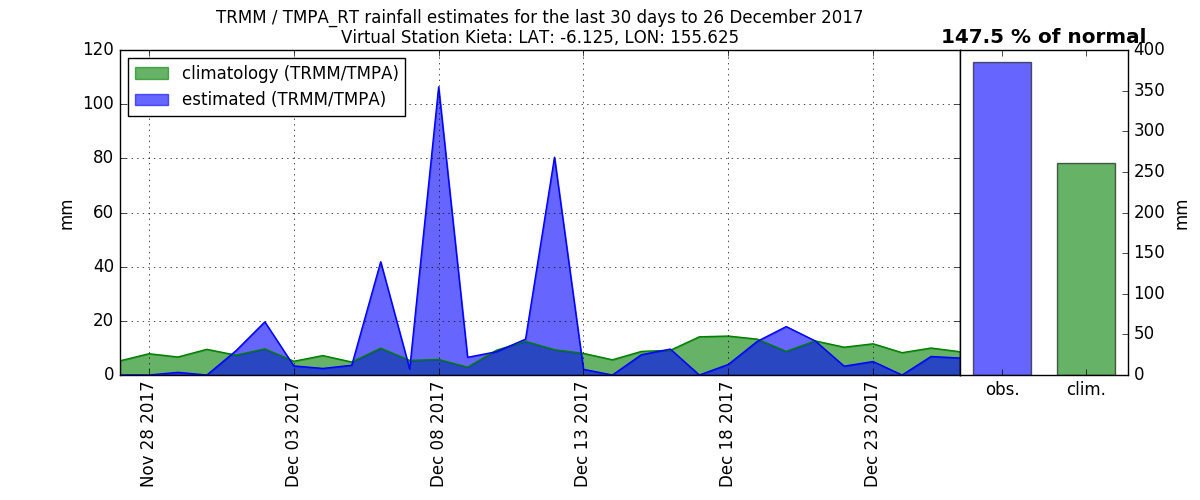 TRMM / TMPA_RT rainfall estimates for the last 30 days to 26 December 2017
Virtual Station Kieta: LAT: -6.125, LON: 155.625
147.5 % of normal
climatology (TRMM/TMPA)
estimated (TRMM/TMPA)
mm
120
100
80
60
40
20
0
Nov 28 2017
Dec 03 2017
Dec 08 2017
Dec 13 2017
Dec 18 2017
Dec 23 2017
obs.
clim.
400
350
300
250
200
150
100
50
0
mm